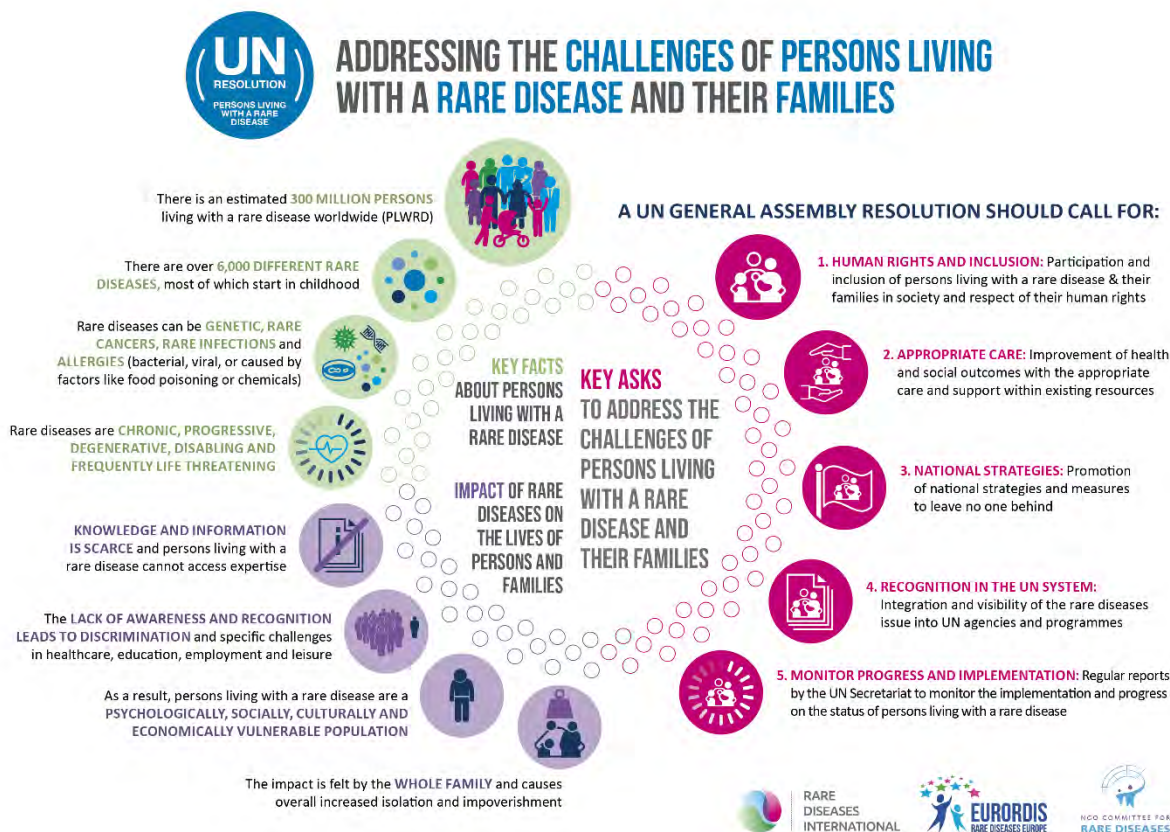 UN
RESOLUTION
PERSONS LIVING
WITH A RARE
DISEASE
ADDRESSING THE CHALLENGES OF PERSONS LIVING
WITH A RARE DISEASE AND THEIR FAMILIES
There is an estimated 300 MILLION PERSONS
living with a rare disease worldwide (PLWRD)
There are over 6,000 DIFFERENT RARE
DISEASES, most of which start in childhood
Rare diseases can be GENETIC, RARE
CANCERS, RARE INFECTIONS and
ALLERGIES (bacterial, viral, or caused by
factors like food poisoning or chemicals)
Rare diseases are CHRONIC, PROGRESSIVE,
DEGENERATIVE, DISABLING AND
FREQUENTLY LIFE THREATENING
KEY FACTS
ABOUT PERSONS
LIVING WITH A
RARE DISEASE
IMPACT OF RARE
DISEASES ON
THE LIVES OF
PERSONS AND
FAMILIES
KNOWLEDGE AND INFORMATION
IS SCARCE and persons living with a
rare disease cannot access expertise
The LACK OF AWARENESS AND RECOGNITION
LEADS TO DISCRIMINATION and specific challenges
in healthcare, education, employment and leisure
As a result, persons living with a rare disease are a
PSYCHOLOGICALLY, SOCIALLY, CULTURALLY AND
ECONOMICALLY VULNERABLE POPULATION
The impact is felt by the WHOLE FAMILY and causes
overall increased isolation and impoverishment
KEY ASKS
TO ADDRESS THE
CHALLENGES OF
PERSONS LIVING
WITH A RARE
DISEASE AND
THEIR FAMILIES
A UN GENERAL ASSEMBLY RESOLUTION SHOULD CALL FOR:
1. HUMAN RIGHTS AND INCLUSION: Participation and
inclusion of persons living with a rare disease & their
families in society and respect of their human rights
2. APPROPRIATE CARE: Improvement of health
and social outcomes with the appropriate
care and support within existing resources
3. NATIONAL STRATEGIES: Promotion
of national strategies and measures
to leave no one behind
4. RECOGNITION IN THE UN SYSTEM:
Integration and visibility of the rare diseases
issue into UN agencies and programmes
5. MONITOR PROGRESS AND IMPLEMENTATION: Regular reports
by the UN Secretariat to monitor the implementation and progress
on the status of persons living with a rare disease
RARE
DISEASES
INTERNATIONAL
EURORDIS
RARE DISEASES EUROPE
NGO COMMITTEE FOR
RARE DISEASES